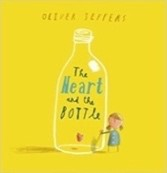 OLIVER JEFFERS
The
Heart
and the
BOTTLe